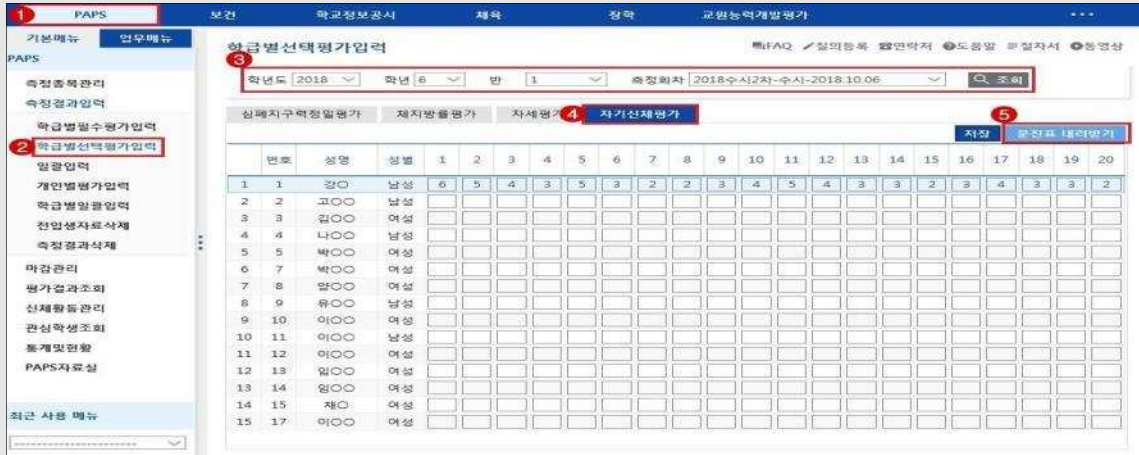 1 PAPS 보건 학교정보공시 체육 장학 교원능력개발평가 ...
기본메뉴 업무메뉴
PAPS
측정종목관리
측정결과입력
학급별필수평가입력
2 학급별선택평가입력
일괄입력
개인별평가입력
학급별일괄입력
전입생자료삭제
측정결과삭제
마감관리
평가결과조회
신체활동관리
관심학생조회
통계및현황
PAPS자료실
최근 사용 메뉴
--------------------
학급별선택평가입력
FAQ 질의등록 연락처 도움말 절차서 동영상
3
학년도 2018 학년 6 반 1 측정회차 2018수시2차-수시-2018.10.06 조회
심폐지구력정밀평가 체지방률평가 자세평가 4 자기신체평가
5
저장 문진표 내려받기
번호 성명 성별 1 2 3 4 5 6 7 8 9 10 11 12 13 14 15 16 17 18 19 20
1 1 강○ 남성 6 5 4 3 5 3 2 2 3 4 5 4 3 3 2 3 4 3 3 2
2 2 고○○ 남성
3 3 김○○ 여성
4 4 나○○ 남성
5 5 박○○ 여성
6 7 박○○ 여성
7 8 양○○ 여성
8 9 유○○ 남성
9 10 이○○ 여성
10 11 이○○ 남성
11 12 이○○ 여성
12 13 임○○ 여성
13 14 임○○ 여성
14 15 채○ 여성
15 17 이○○ 여성